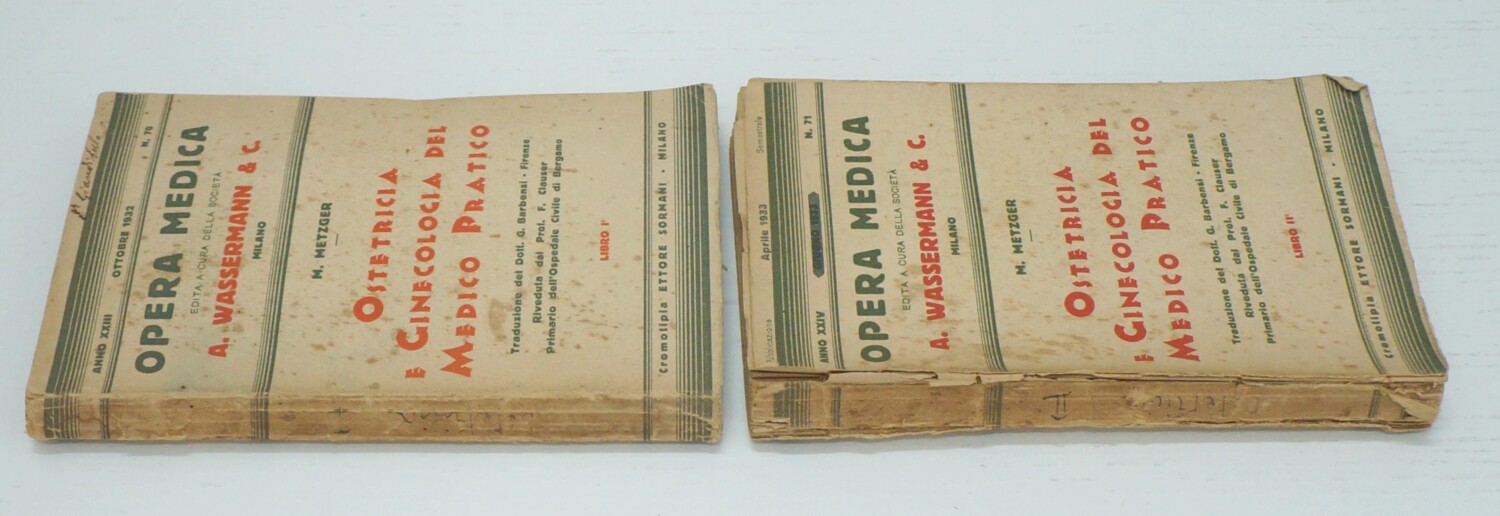 ANNO XXIII OTTOBRE 1932 N. 70
OPERA MEDICA
EDITA A CURA DELLA SOCIETÀ
A. WASSERMANN & C.
MILANO
M. METZGER
OSTETRICIA
E GINECOLOGIA DEL
MEDICO PRATICO
Traduzione del Dott. G. Barbensi - Firenze
Riveduta dal Prof. F. Clauser
Primario dell'Ospedale Civile di Bergamo
LIBRO I°
Cromotipia ETTORE SORMANI - MILANO
Pubblicazione Aprile 1933 Semestrale
ANNO XXIV N. 71
OPERA MEDICA
EDITA A CURA DELLA SOCIETÀ
A. WASSERMANN & C.
MILANO
M. METZGER
OSTETRICIA
E GINECOLOGIA DEL
MEDICO PRATICO
Traduzione del Dott. G. Barbensi - Firenze
Riveduta dal Prof. F. Clauser
Primario dell'Ospedale Civile di Bergamo
LIBRO II°
Cromotipia ETTORE SORMANI - MILANO
II